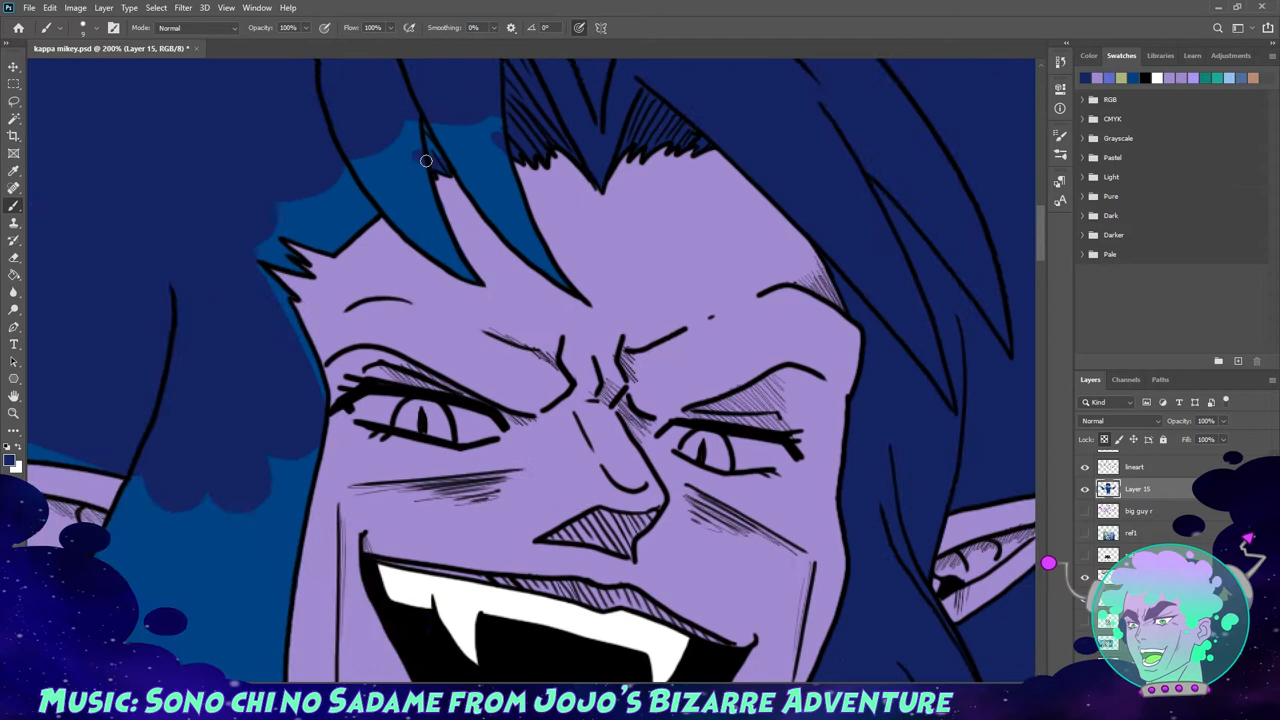 File Edit Image Layer Type Select Filter 3D View Window Help
9 Mode: Normal Opacity: 100% Flow: 100% Smoothing: 0% 0°
kappa mikey.psd @ 200% (Layer 15, RGB/8) *
Color Swatches Libraries Learn Adjustments
RGB
CMYK
Grayscale
Pastel
Light
Pure
Dark
Darker
Pale
Layers Channels Paths
Kind
Normal Opacity: 100%
Lock: Fill: 100%
lineart
Layer 15
big guy r
ref1
Music: Sono chi no Sadame from JoJo's Bizarre Adventure